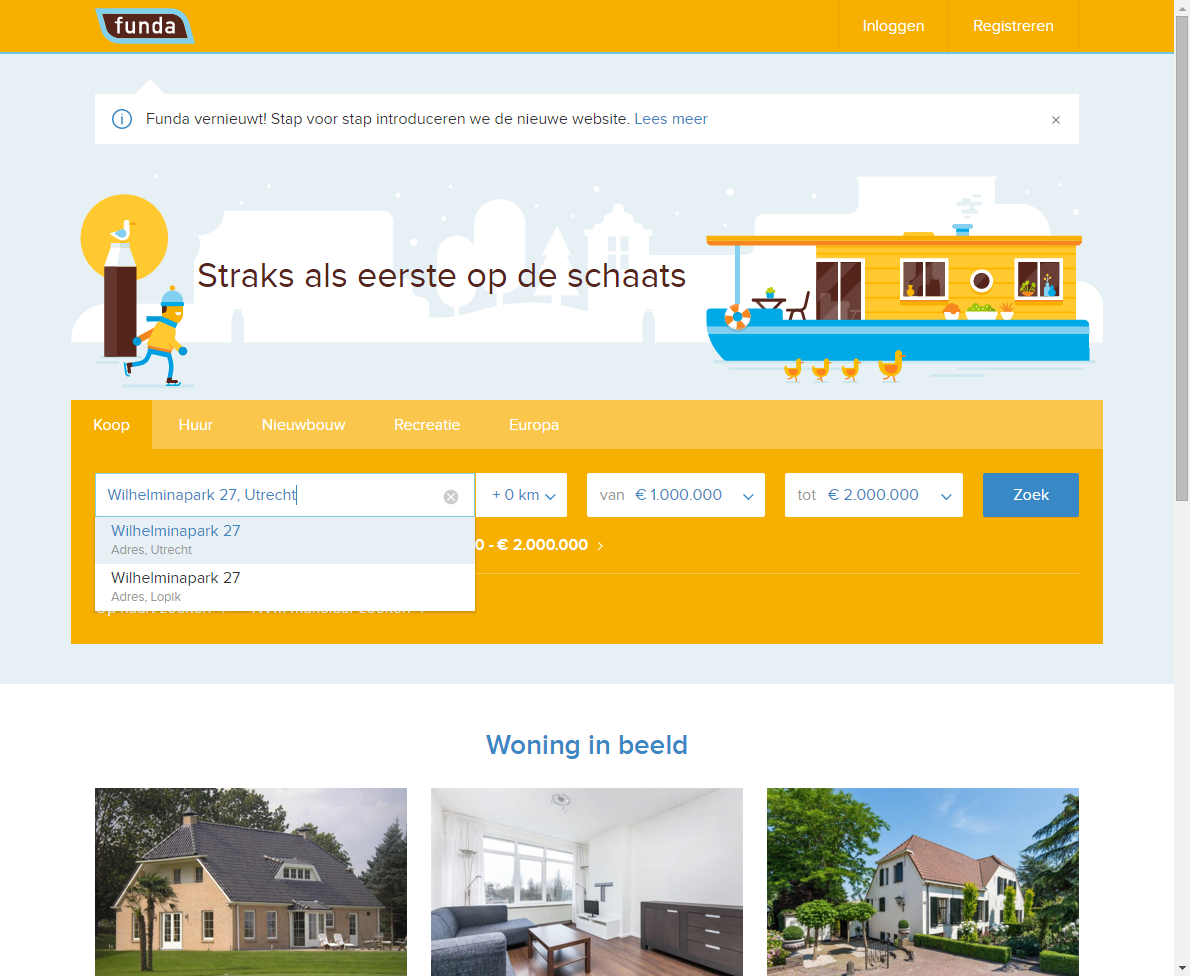 funda
Inloggen
Registreren
Funda vernieuwt! Stap voor stap introduceren we de nieuwe website. Lees meer
Straks als eerste op de schaats
Koop
Huur
Nieuwbouw
Recreatie
Europa
Wilhelminapark 27, Utrecht
+ 0 km
van € 1.000.000
tot € 2.000.000
Zoek
Wilhelminapark 27
Adres, Utrecht
0 - € 2.000.000
Wilhelminapark 27
Adres, Lopik
Woning in beeld